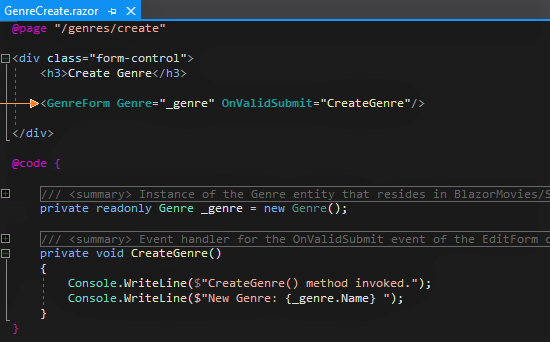 GenreCreate.razor
@page "/genres/create"
<div class="form-control">
<h3>Create Genre</h3>
<GenreForm Genre="_genre" OnValidSubmit="CreateGenre"/>
</div>
@code {
/// <summary> Instance of the Genre entity that resides in BlazorMovies/S
private readonly Genre _genre = new Genre();
/// <summary> Event handler for the OnValidSubmit event of the EditForm
private void CreateGenre()
{
Console.WriteLine($"CreateGenre() method invoked.");
Console.WriteLine($"New Genre: {_genre.Name} ");
}
}